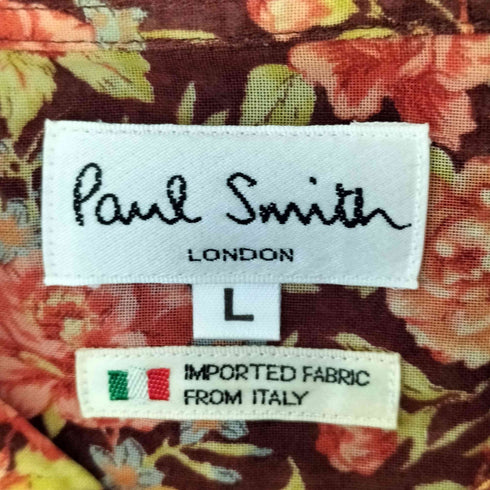 Paul Smith
LONDON
L
IMPORTED FABRIC
FROM ITALY